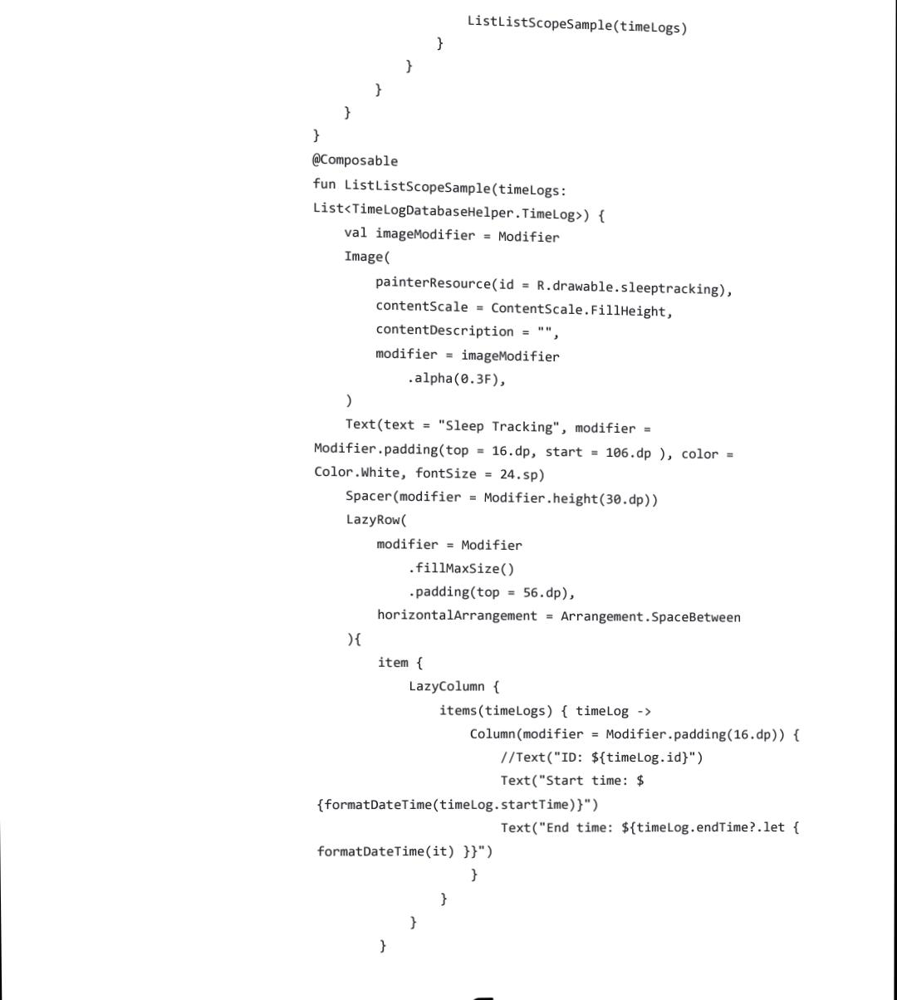 ListListScopeSample(timeLogs)
}
}
}
}
}
@Composable
fun ListListScopeSample(timeLogs:
List<TimeLogDatabaseHelper.TimeLog>) {
val imageModifier = Modifier
Image(
painterResource(id = R.drawable.sleeptracking),
contentScale = ContentScale.FillHeight,
contentDescription = "",
modifier = imageModifier
.alpha(0.3F),
)
Text(text = "Sleep Tracking", modifier =
Modifier.padding(top = 16.dp, start = 106.dp ), color =
Color.White, fontSize = 24.sp)
Spacer(modifier = Modifier.height(30.dp))
LazyRow(
modifier = Modifier
.fillMaxSize()
.padding(top = 56.dp),
horizontalArrangement = Arrangement.SpaceBetween
){
item {
LazyColumn {
items(timeLogs) { timeLog ->
Column(modifier = Modifier.padding(16.dp)) {
//Text("ID: ${timeLog.id}")
Text("Start time: $
{formatDateTime(timeLog.startTime)}")
Text("End time: ${timeLog.endTime?.let {
formatDateTime(it) }}")
}
}
}
}